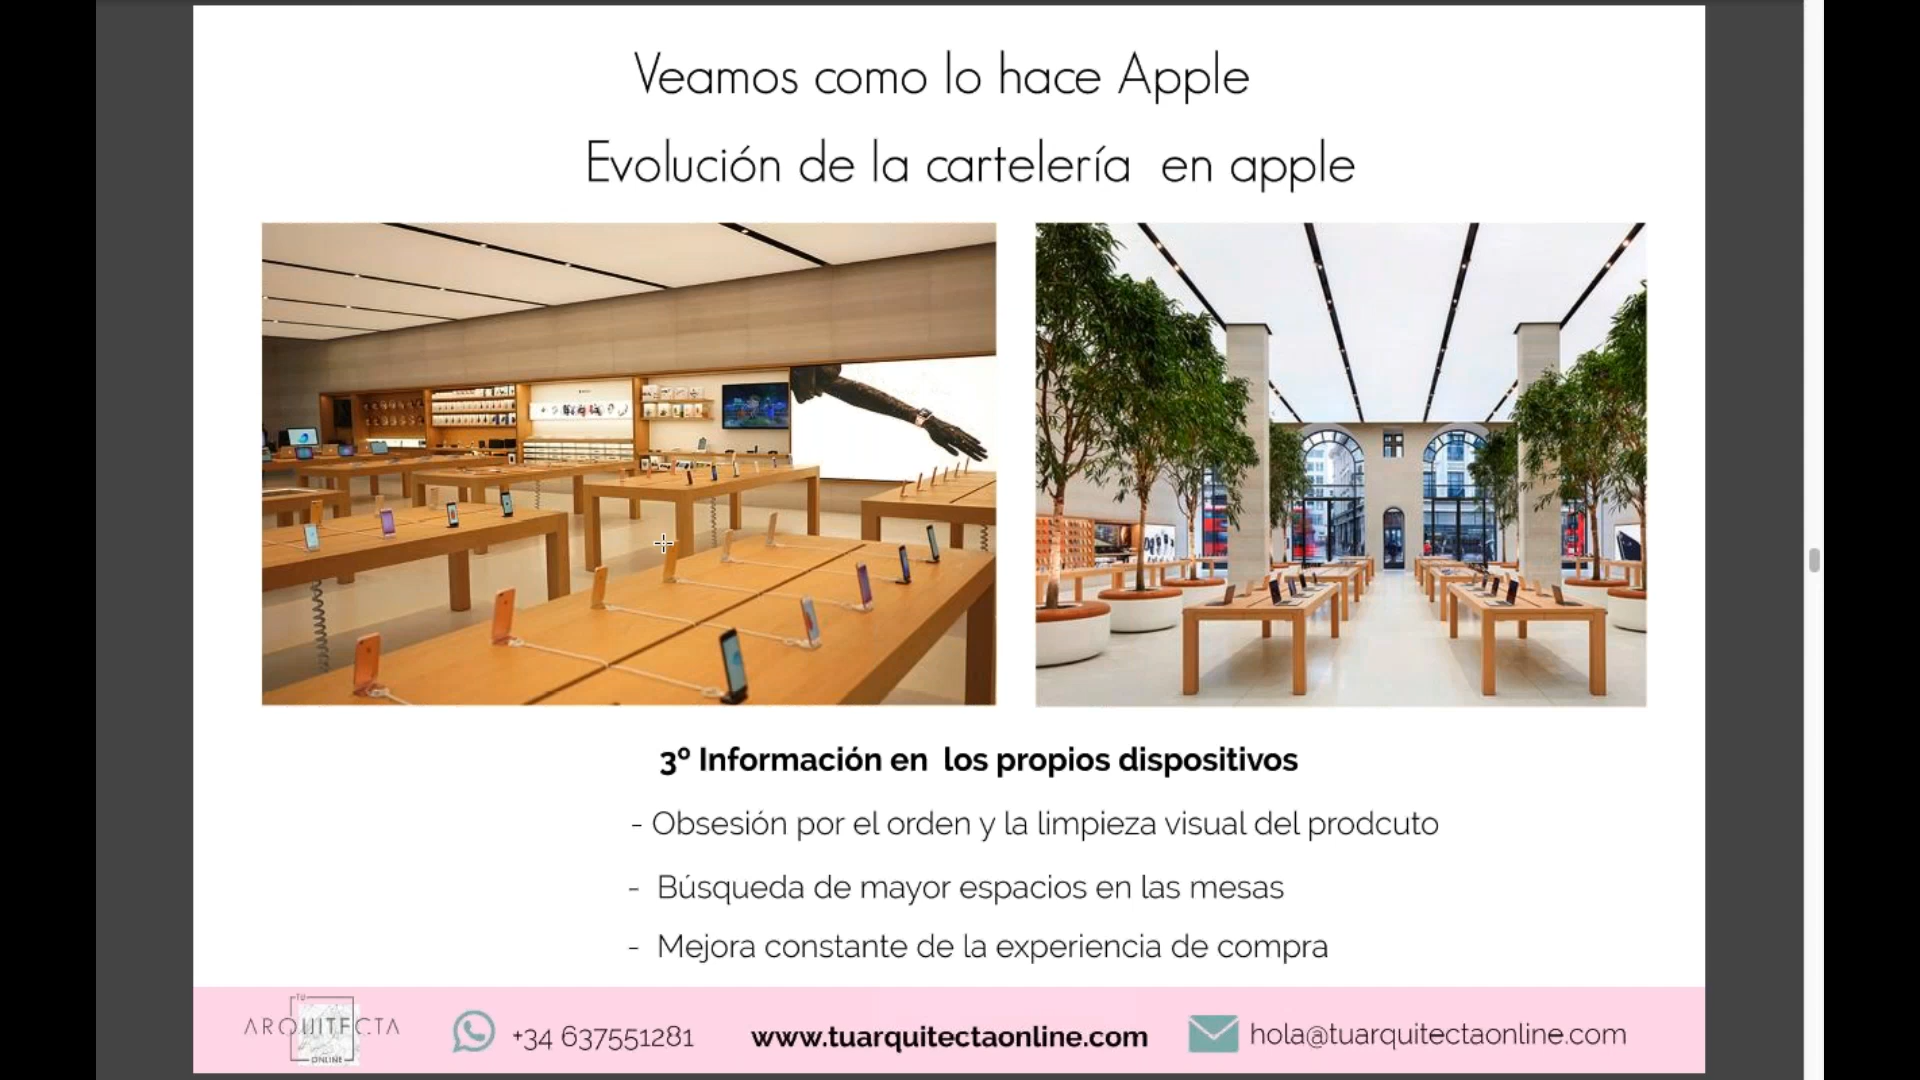 Veamos como lo hace Apple
Evolución de la cartelería en apple
3º Información en los propios dispositivos
- Obsesión por el orden y la limpieza visual del prodcuto
- Búsqueda de mayor espacios en las mesas
- Mejora constante de la experiencia de compra
TU
ARQUITECTA
ONLINE
+34 637551281
www.tuarquitectaonline.com
hola@tuarquitectaonline.com